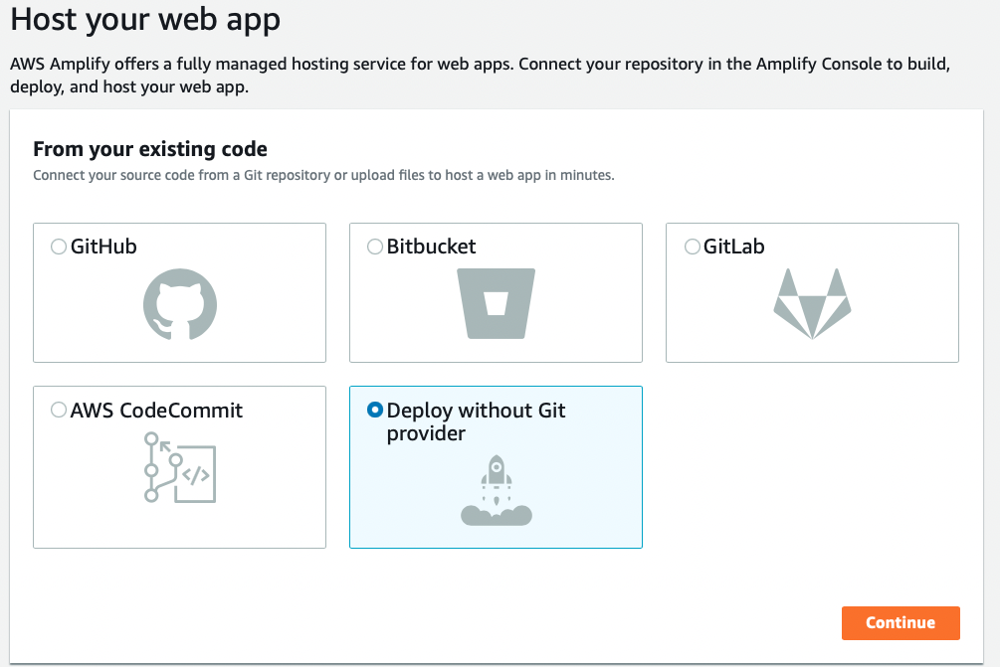 Host your web app
AWS Amplify offers a fully managed hosting service for web apps. Connect your repository in the Amplify Console to build,
deploy, and host your web app.
From your existing code
Connect your source code from a Git repository or upload files to host a web app in minutes.
GitHub
Bitbucket
GitLab
AWS CodeCommit
Deploy without Git
provider
</>
Continue